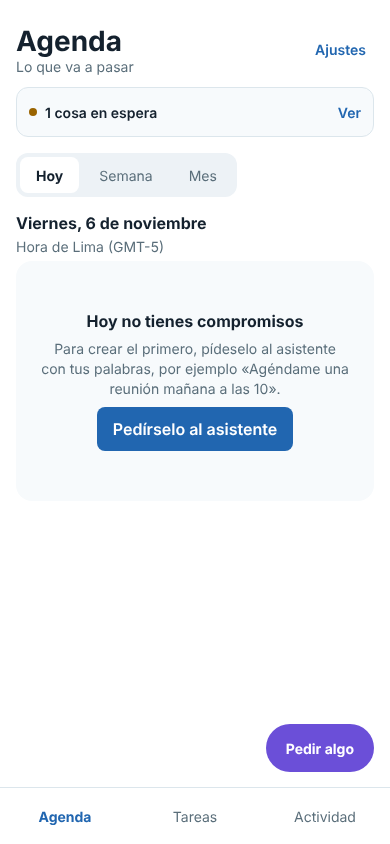 Agenda
Ajustes
Lo que va a pasar
1 cosa en espera
Ver
Hoy
Semana
Mes
Viernes, 6 de noviembre
Hora de Lima (GMT-5)
Hoy no tienes compromisos
Para crear el primero, pídeselo al asistente
con tus palabras, por ejemplo «Agéndame una
reunión mañana a las 10».
Pedírselo al asistente
Pedir algo
Agenda
Tareas
Actividad